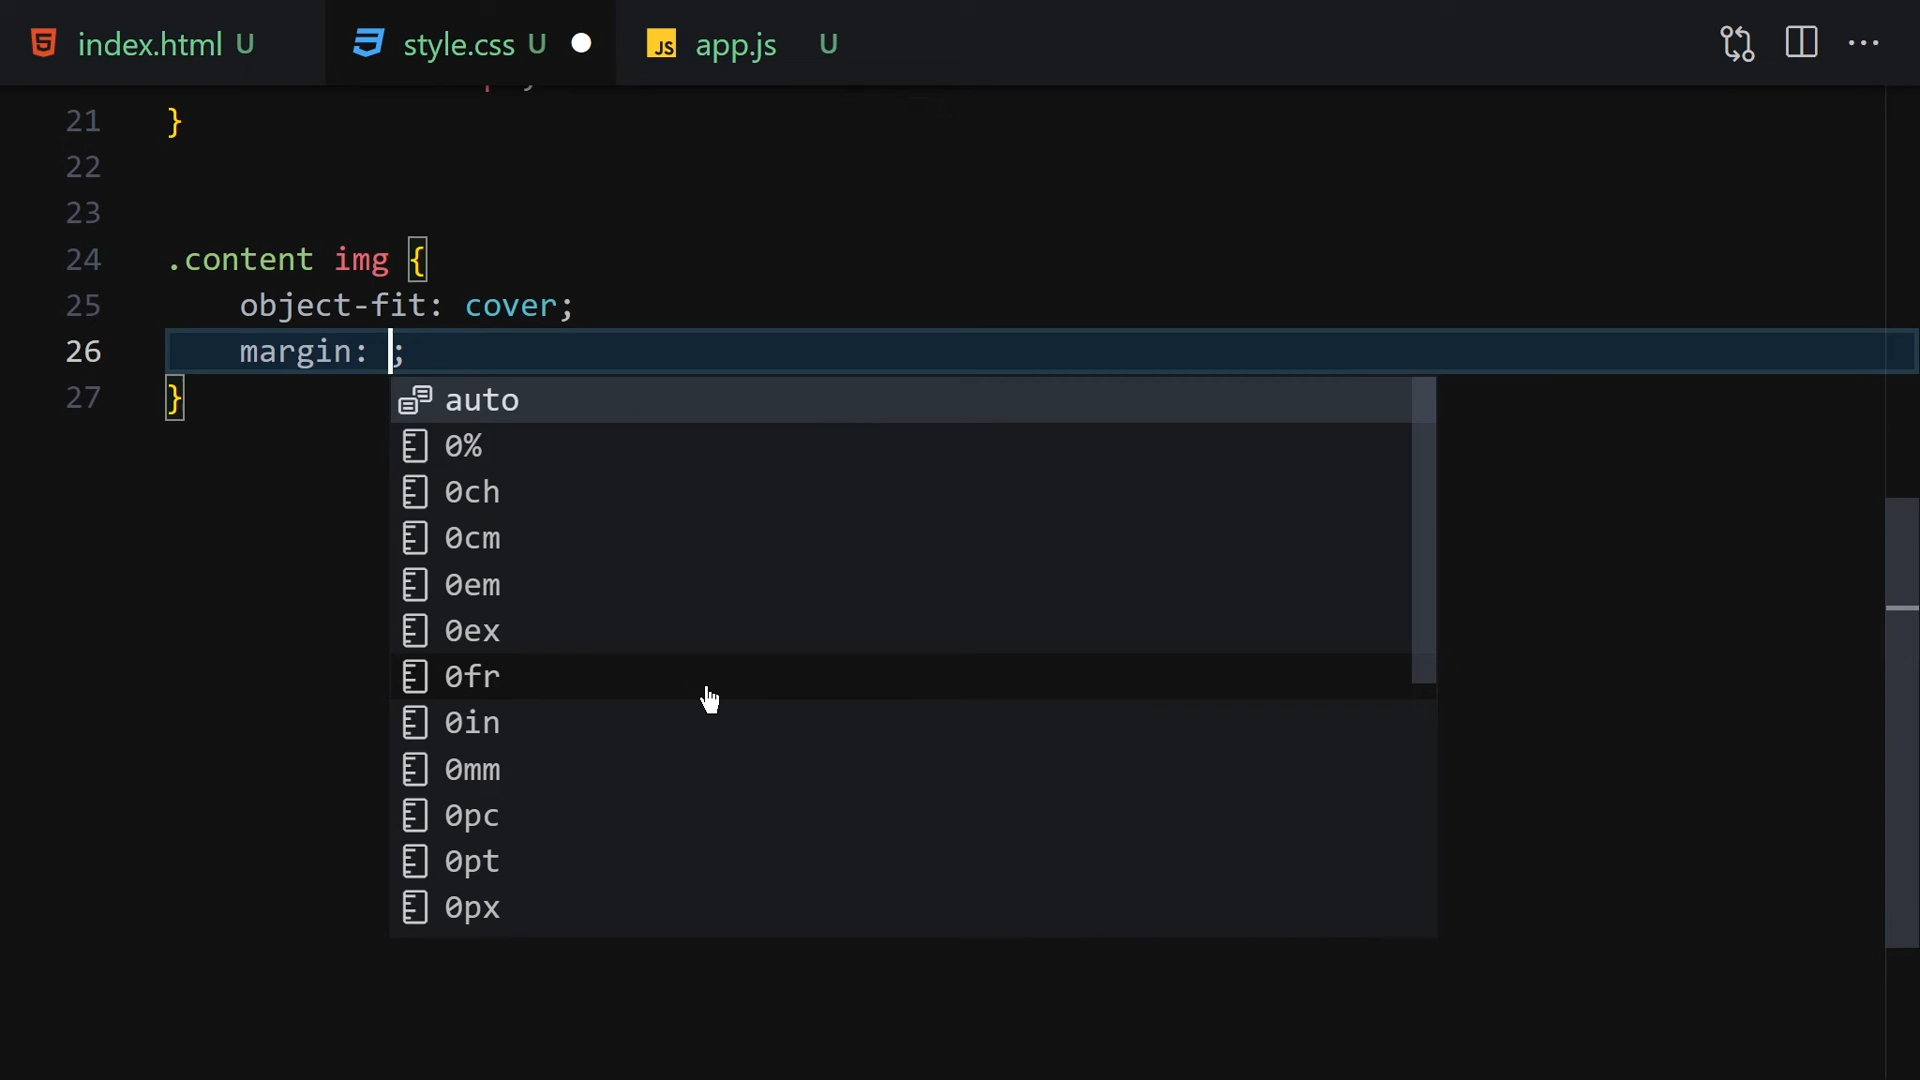 index.html U style.css U JS app.js U
21 }
22
23
24 .content img {
25 object-fit: cover;
26 margin: ;
27 }
auto
0%
0ch
0cm
0em
0ex
0fr
0in
0mm
0pc
0pt
0px